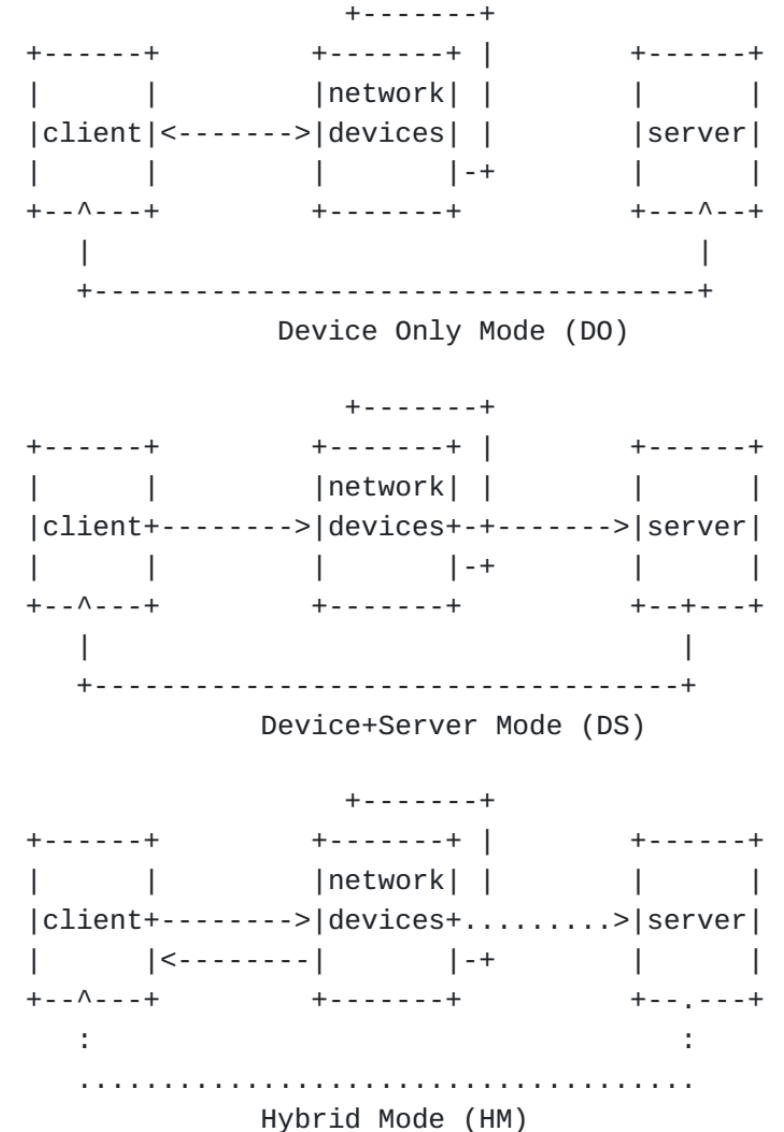 +-------+
+------+         +-------+ |        +------+
|      |         |network| |        |      |
|client|<------->|devices| |        |server|
|      |         |       |-+        |      |
+--^---+         +-------+          +---^--+
   |                                    |
   +------------------------------------+
               Device Only Mode (DO)

                   +-------+
+------+         +-------+ |        +------+
|      |         |network| |        |      |
|client+-------->|devices+-+------->|server|
|      |         |       |-+        |      |
+--^---+         +-------+          +--+---+
   |                                   |
   +-----------------------------------+
              Device+Server Mode (DS)

                   +-------+
+------+         +-------+ |        +------+
|      |         |network| |        |      |
|client+-------->|devices+.........>|server|
|      |<--------|       |-+        |      |
+--^---+         +-------+          +--.---+
   :                                   :
   .....................................
              Hybrid Mode (HM)